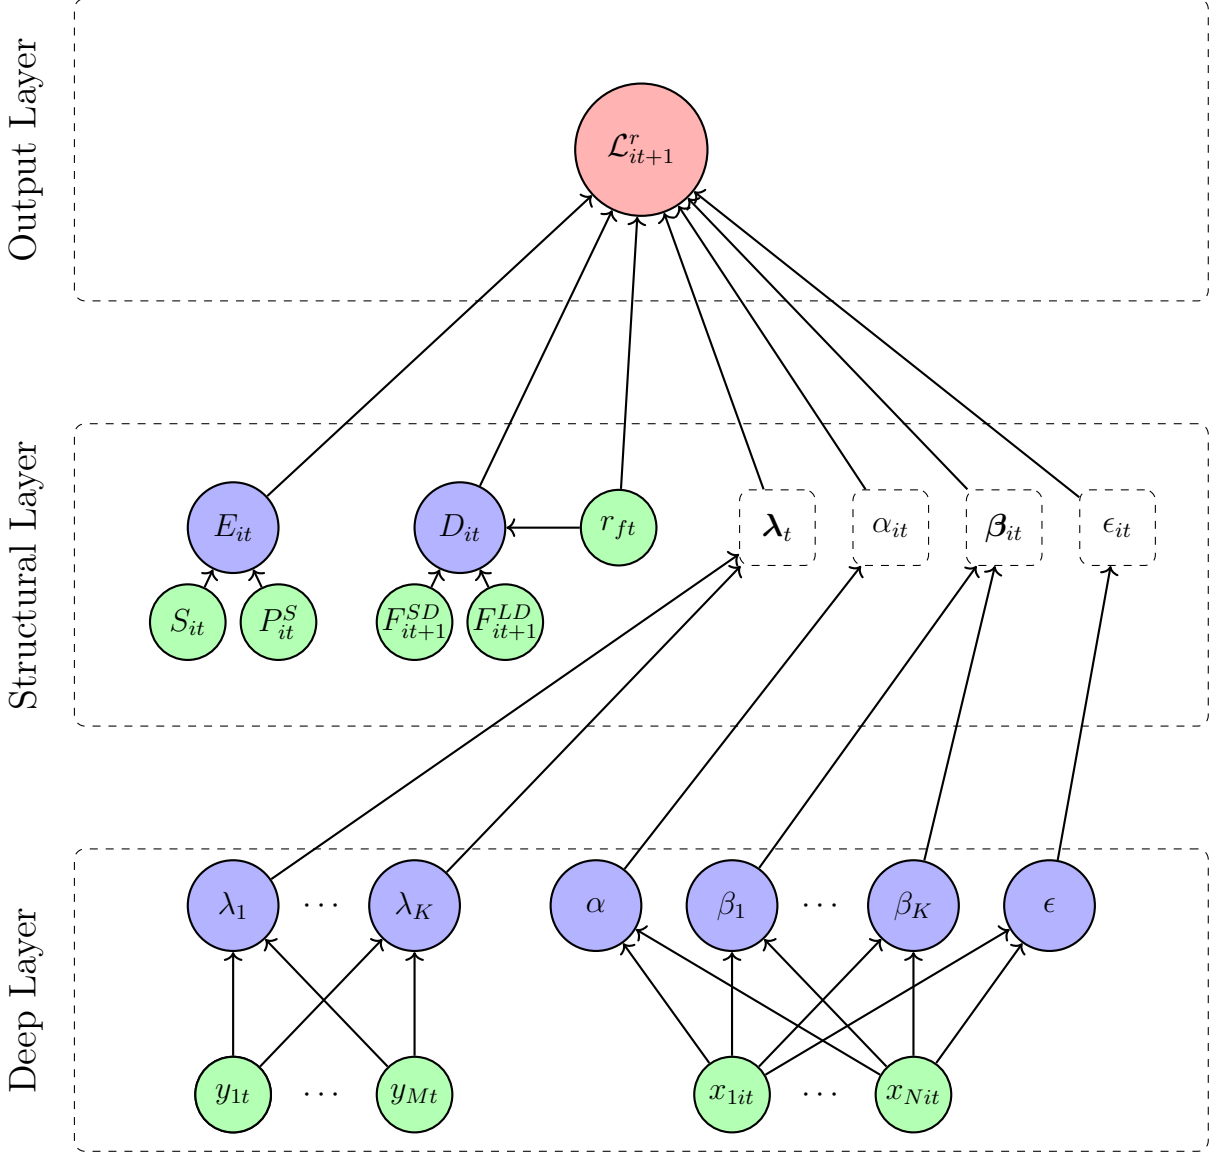 Output Layer
ℒ^r_{it+1}
Structural Layer
E_{it} D_{it} r_{ft} λ_t α_{it} β_{it} ϵ_{it}
S_{it} P^S_{it} F^{SD}_{it+1} F^{LD}_{it+1}
Deep Layer
λ_1 ⋯ λ_K α β_1 ⋯ β_K ϵ
y_{1t} ⋯ y_{Mt} x_{1it} ⋯ x_{Nit}